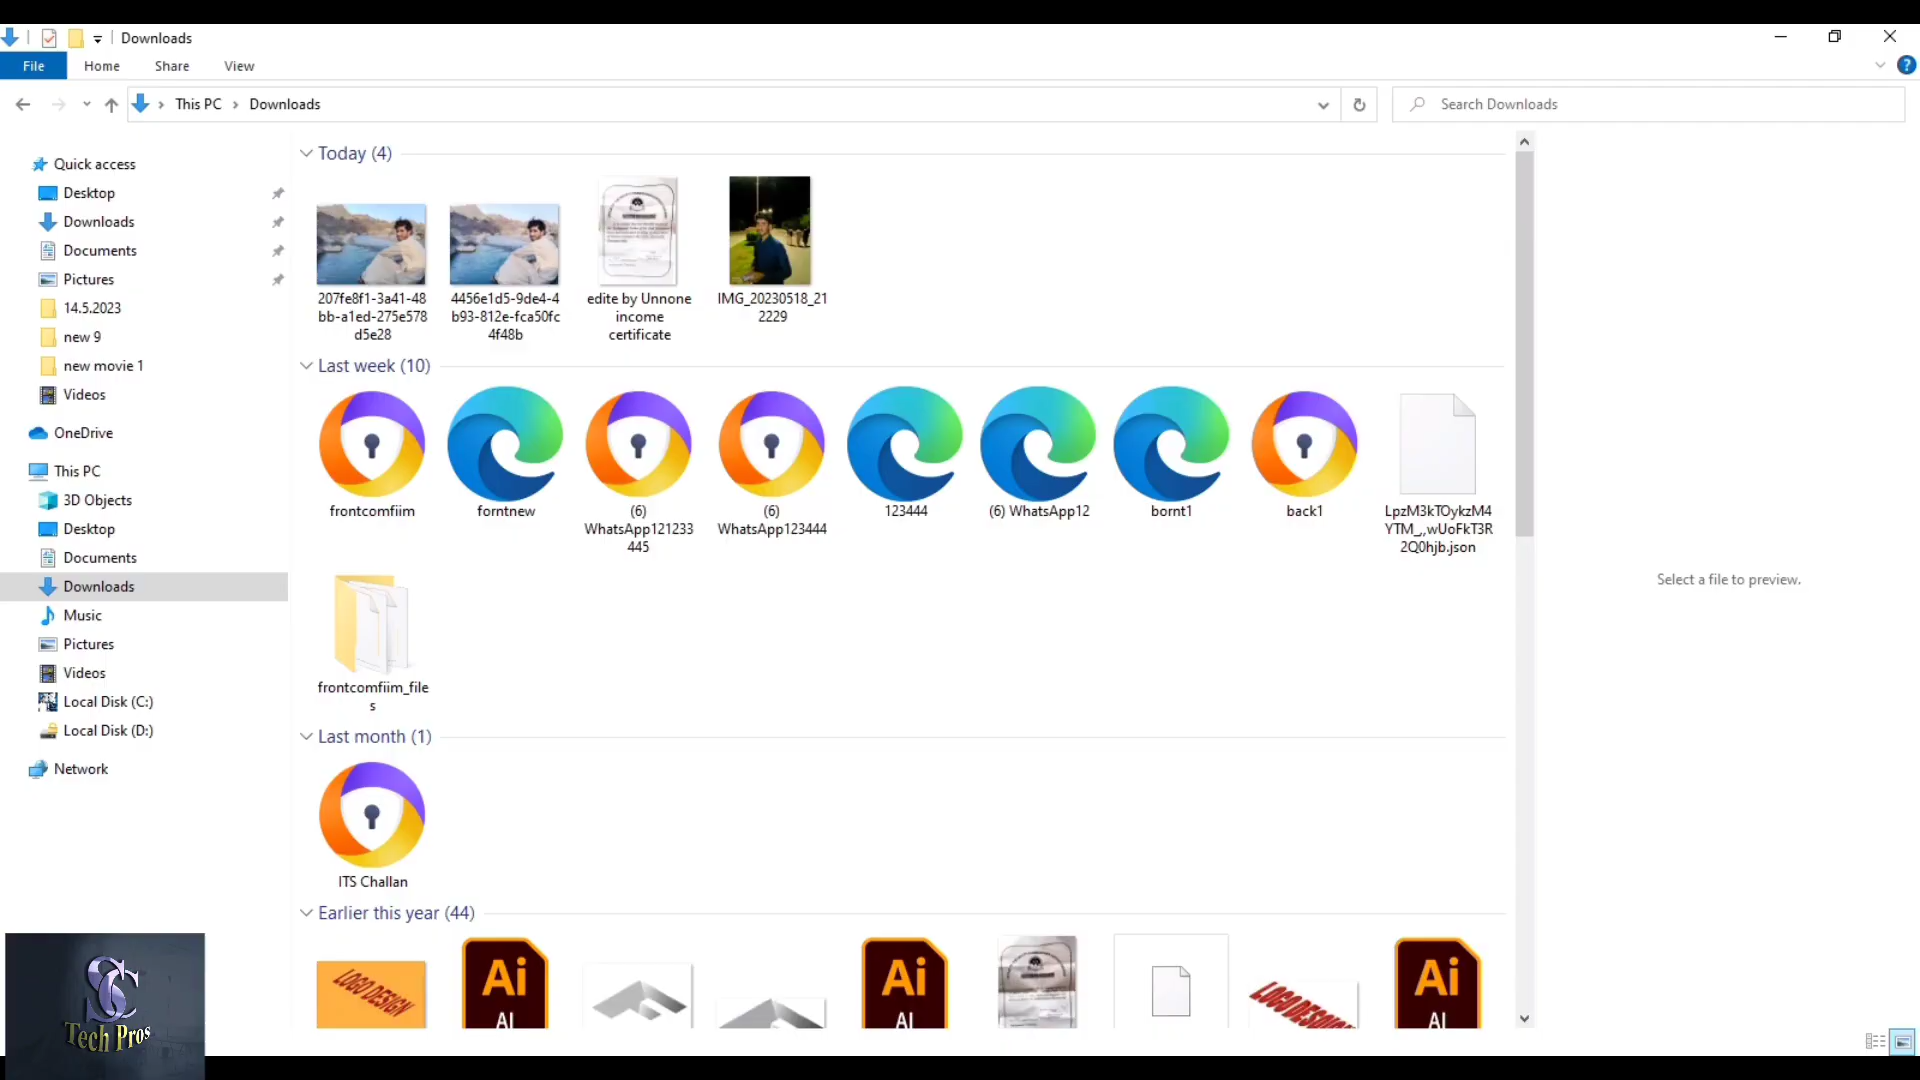 Downloads
File Home Share View
This PC Downloads
Search Downloads
Quick access
Desktop
Downloads
Documents
Pictures
14.5.2023
new 9
new movie 1
Videos
OneDrive
This PC
3D Objects
Desktop
Documents
Downloads
Music
Pictures
Videos
Local Disk (C:)
Local Disk (D:)
Network
Today (4)
207fe8f1-3a41-48
bb-a1ed-275e578
d5e28
4456e1d5-9de4-4
b93-812e-fca50fc
4f48b
edite by Unnone
income
certificate
IMG_20230518_21
2229
Last week (10)
frontcomfiim
forntnew
(6)
WhatsApp121233
445
(6)
WhatsApp123444
123444
(6) WhatsApp12
bornt1
back1
LpzM3kTOykzM4
YTM_,,wUoFkT3R
2Q0hjb.json
frontcomfiim_file
s
Last month (1)
ITS Challan
Earlier this year (44)
LOGO DESIGN
Ai
AI
Ai
AI
LOGO DESIGN
Ai
AI
Select a file to preview.
SC
Tech Pros